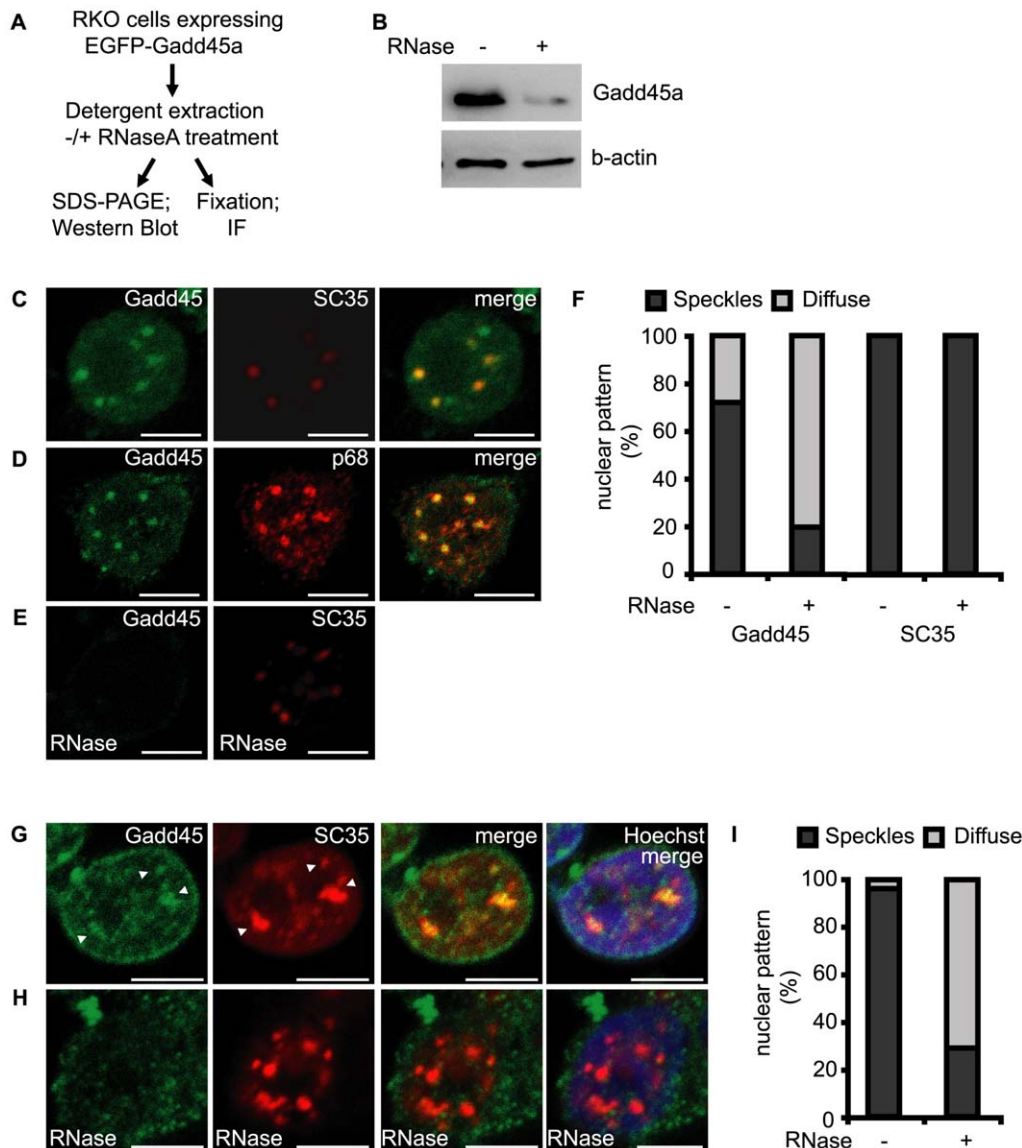 A
RKO cells expressing
EGFP-Gadd45a
Detergent extraction
-/+ RNaseA treatment
SDS-PAGE; Fixation;
Western Blot IF
B
RNase - +
Gadd45a
b-actin
C Gadd45 SC35 merge
D Gadd45 p68 merge
E Gadd45 SC35
RNase RNase
F
Speckles Diffuse
nuclear pattern
(%)
100
80
60
40
20
0
RNase - + - +
Gadd45 SC35
G Gadd45 SC35 merge Hoechst
merge
H
RNase RNase RNase RNase
I
Speckles Diffuse
nuclear pattern
(%)
100
80
60
40
20
0
RNase - +